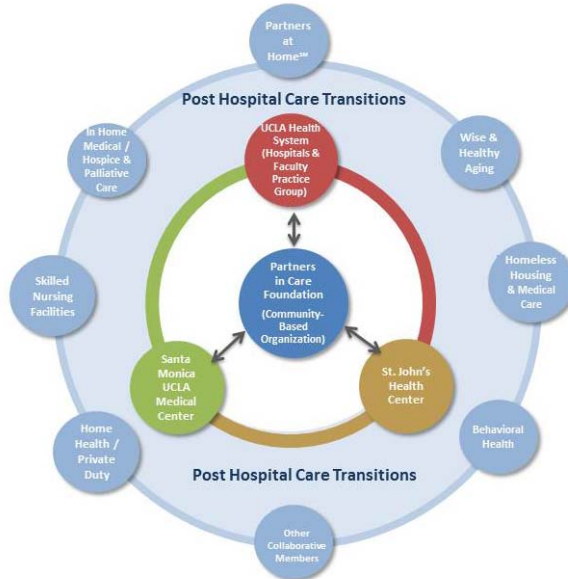 Partners
at
Home℠
Post Hospital Care Transitions
UCLA Health
System
(Hospitals &
Faculty
Practice
Group)
In Home
Medical /
Hospice &
Palliative
Care
Wise &
Healthy
Aging
Skilled
Nursing
Facilities
Partners
in Care
Foundation
(Community-
Based
Organization)
Homeless
Housing
& Medical
Care
Santa
Monica
UCLA
Medical
Center
St. John's
Health
Center
Home
Health /
Private
Duty
Behavioral
Health
Post Hospital Care Transitions
Other
Collaborative
Members